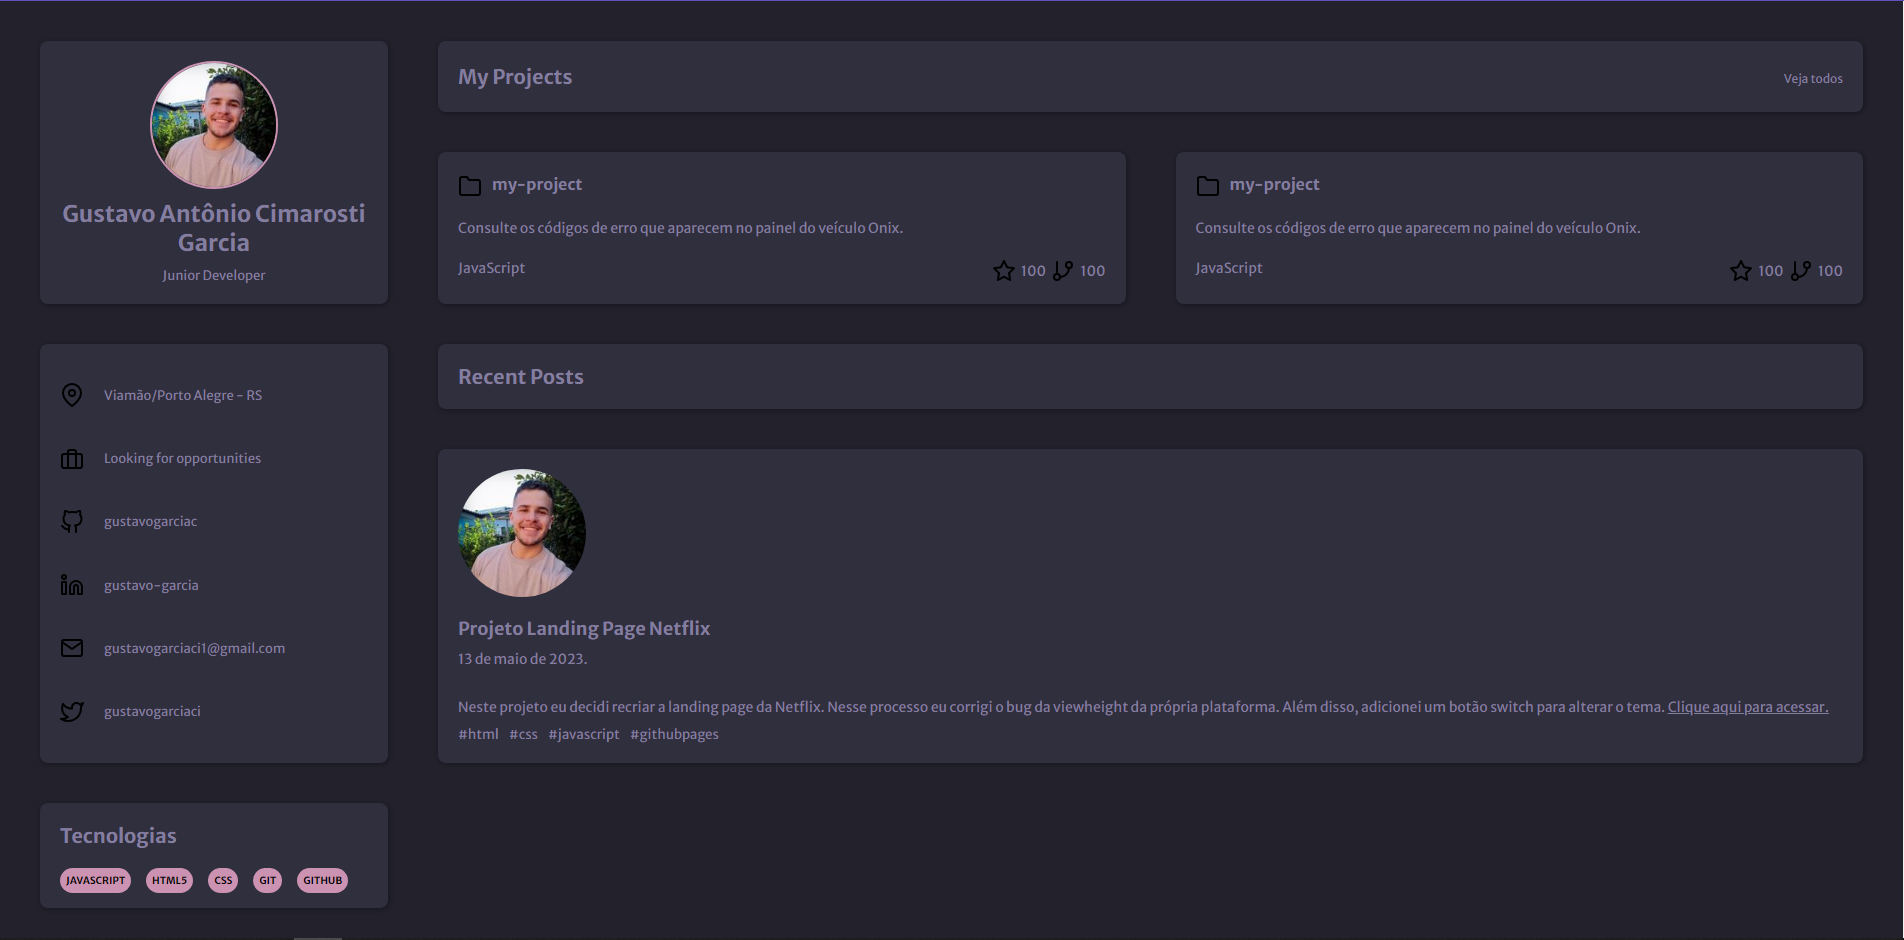 Gustavo Antônio Cimarosti
Garcia
Junior Developer
Viamão/Porto Alegre - RS
Looking for opportunities
gustavogarciac
gustavo-garcia
gustavogarciaci1@gmail.com
gustavogarciaci
Tecnologias
JAVASCRIPT HTML5 CSS GIT GITHUB
My Projects
Veja todos
my-project
Consulte os códigos de erro que aparecem no painel do veículo Onix.
JavaScript
100 100
my-project
Consulte os códigos de erro que aparecem no painel do veículo Onix.
JavaScript
100 100
Recent Posts
Projeto Landing Page Netflix
13 de maio de 2023.
Neste projeto eu decidi recriar a landing page da Netflix. Nesse processo eu corrigi o bug da viewheight da própria plataforma. Além disso, adicionei um botão switch para alterar o tema. Clique aqui para acessar.
#html #css #javascript #githubpages